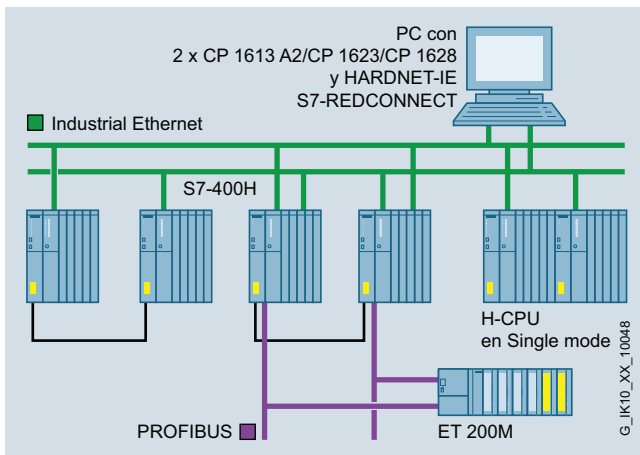 PC con
2 x CP 1613 A2/CP 1623/CP 1628
y HARDNET-IE
S7-REDCONNECT
Industrial Ethernet
S7-400H
H-CPU
en Single mode
PROFIBUS
ET 200M
G_IK10_XX_10048